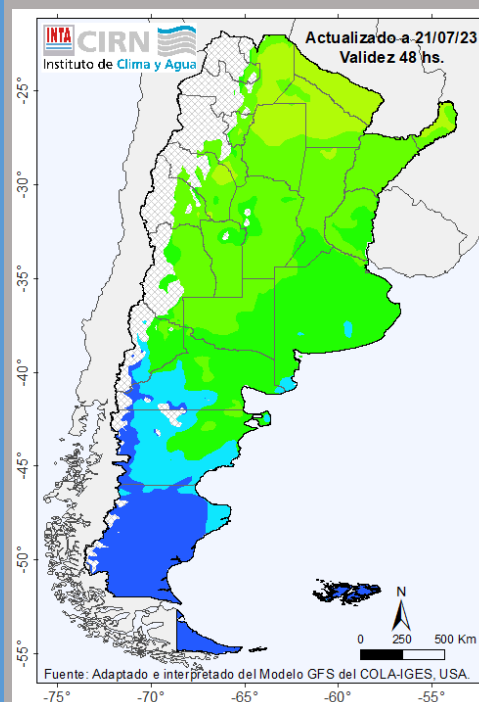 INTA CIRN
Instituto de Clima y Agua
Actualizado a 21/07/23
Validez 48 hs.
-25°
-30°
-35°
-40°
-45°
-50°
-55°
N
0 250 500 Km
Fuente: Adaptado e interpretado del Modelo GFS del COLA-IGES, USA.
-75° -70° -65° -60° -55°